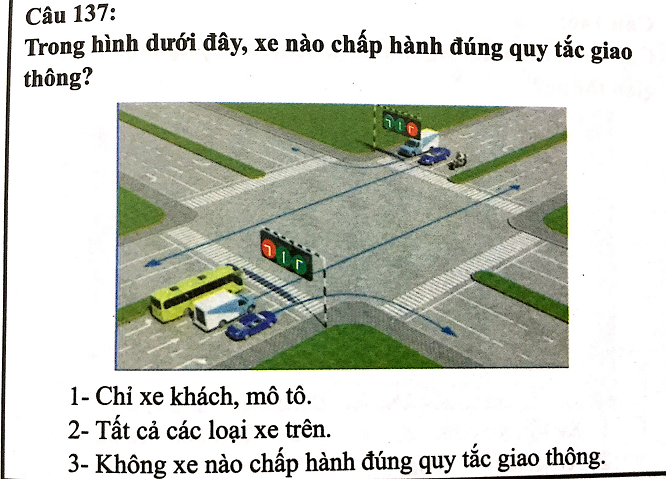 Câu 137:
Trong hình dưới đây, xe nào chấp hành đúng quy tắc giao
thông?
1- Chỉ xe khách, mô tô.
2- Tất cả các loại xe trên.
3- Không xe nào chấp hành đúng quy tắc giao thông.